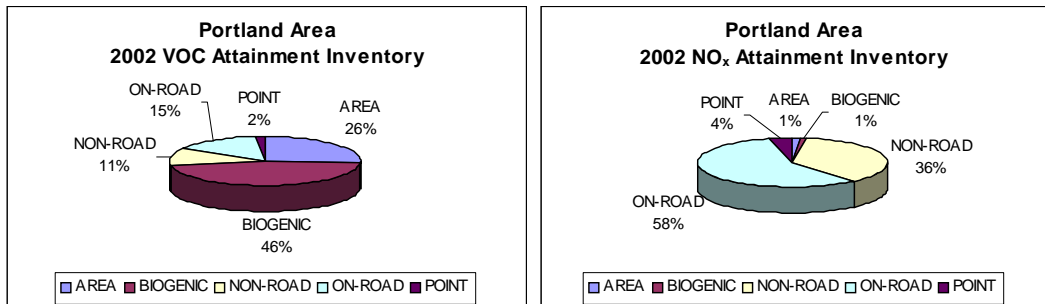 Portland Area
2002 VOC Attainment Inventory
ON-ROAD
15%
POINT
2%
AREA
26%
NON-ROAD
11%
BIOGENIC
46%
AREA BIOGENIC NON-ROAD ON-ROAD POINT
Portland Area
2002 NOx Attainment Inventory
POINT
4%
AREA
1%
BIOGENIC
1%
NON-ROAD
36%
ON-ROAD
58%
AREA BIOGENIC NON-ROAD ON-ROAD POINT